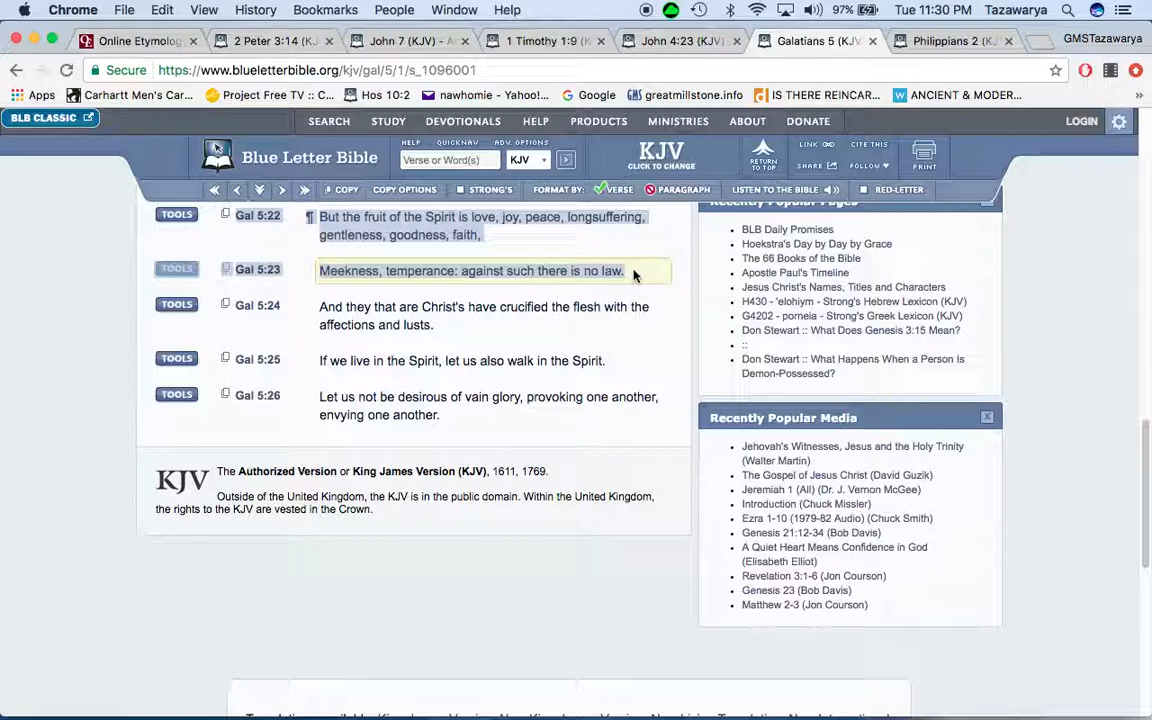 Chrome File Edit View History Bookmarks People Window Help 97% Tue 11:30 PM Tazawarya
Online Etymolo 2 Peter 3:14 (KJV) - John 7 (KJV) - A 1 Timothy 1:9 (K John 4:23 (KJV) Galatians 5 (KJV Philippians 2 (KJV GMSTazawarya
Secure https://www.blueletterbible.org/kjv/gal/5/1/s_1096001
Apps Carhartt Men's Car... Project Free TV :: C... Hos 10:2 nawhomie - Yahoo!... Google greatmillstone.info IS THERE REINCAR... ANCIENT & MODER...
BLB CLASSIC
SEARCH STUDY DEVOTIONALS HELP PRODUCTS MINISTRIES ABOUT DONATE LOGIN
Blue Letter Bible
HELP QUICKNAV ADV. OPTIONS
Verse or Word(s) KJV
KJV
CLICK TO CHANGE
RETURN
TO TOP
LINK CITE THIS
SHARE FOLLOW
PRINT
COPY COPY OPTIONS STRONG'S FORMAT BY: VERSE PARAGRAPH LISTEN TO THE BIBLE RED-LETTER
TOOLS Gal 5:22 ¶ But the fruit of the Spirit is love, joy, peace, longsuffering,
gentleness, goodness, faith,
TOOLS Gal 5:23 Meekness, temperance: against such there is no law.
TOOLS Gal 5:24 And they that are Christ's have crucified the flesh with the
affections and lusts.
TOOLS Gal 5:25 If we live in the Spirit, let us also walk in the Spirit.
TOOLS Gal 5:26 Let us not be desirous of vain glory, provoking one another,
envying one another.
KJV The Authorized Version or King James Version (KJV), 1611, 1769.
Outside of the United Kingdom, the KJV is in the public domain. Within the United Kingdom,
the rights to the KJV are vested in the Crown.
Recently Popular Pages
BLB Daily Promises
Hoekstra's Day by Day by Grace
The 66 Books of the Bible
Apostle Paul's Timeline
Jesus Christ's Names, Titles and Characters
H430 - 'elohiym - Strong's Hebrew Lexicon (KJV)
G4202 - porneia - Strong's Greek Lexicon (KJV)
Don Stewart :: What Does Genesis 3:15 Mean?
::
Don Stewart :: What Happens When a Person Is
Demon-Possessed?
Recently Popular Media
Jehovah's Witnesses, Jesus and the Holy Trinity
(Walter Martin)
The Gospel of Jesus Christ (David Guzik)
Jeremiah 1 (All) (Dr. J. Vernon McGee)
Introduction (Chuck Missler)
Ezra 1-10 (1979-82 Audio) (Chuck Smith)
Genesis 21:12-34 (Bob Davis)
A Quiet Heart Means Confidence in God
(Elisabeth Elliot)
Revelation 3:1-6 (Jon Courson)
Genesis 23 (Bob Davis)
Matthew 2-3 (Jon Courson)